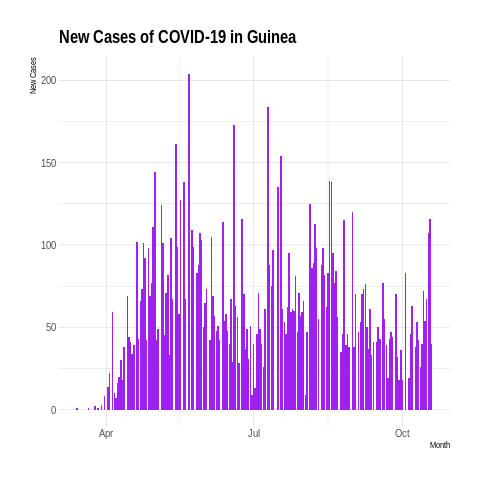 New Cases of COVID-19 in Guinea
New Cases
200
150
100
50
0
Apr
Jul
Oct
Month